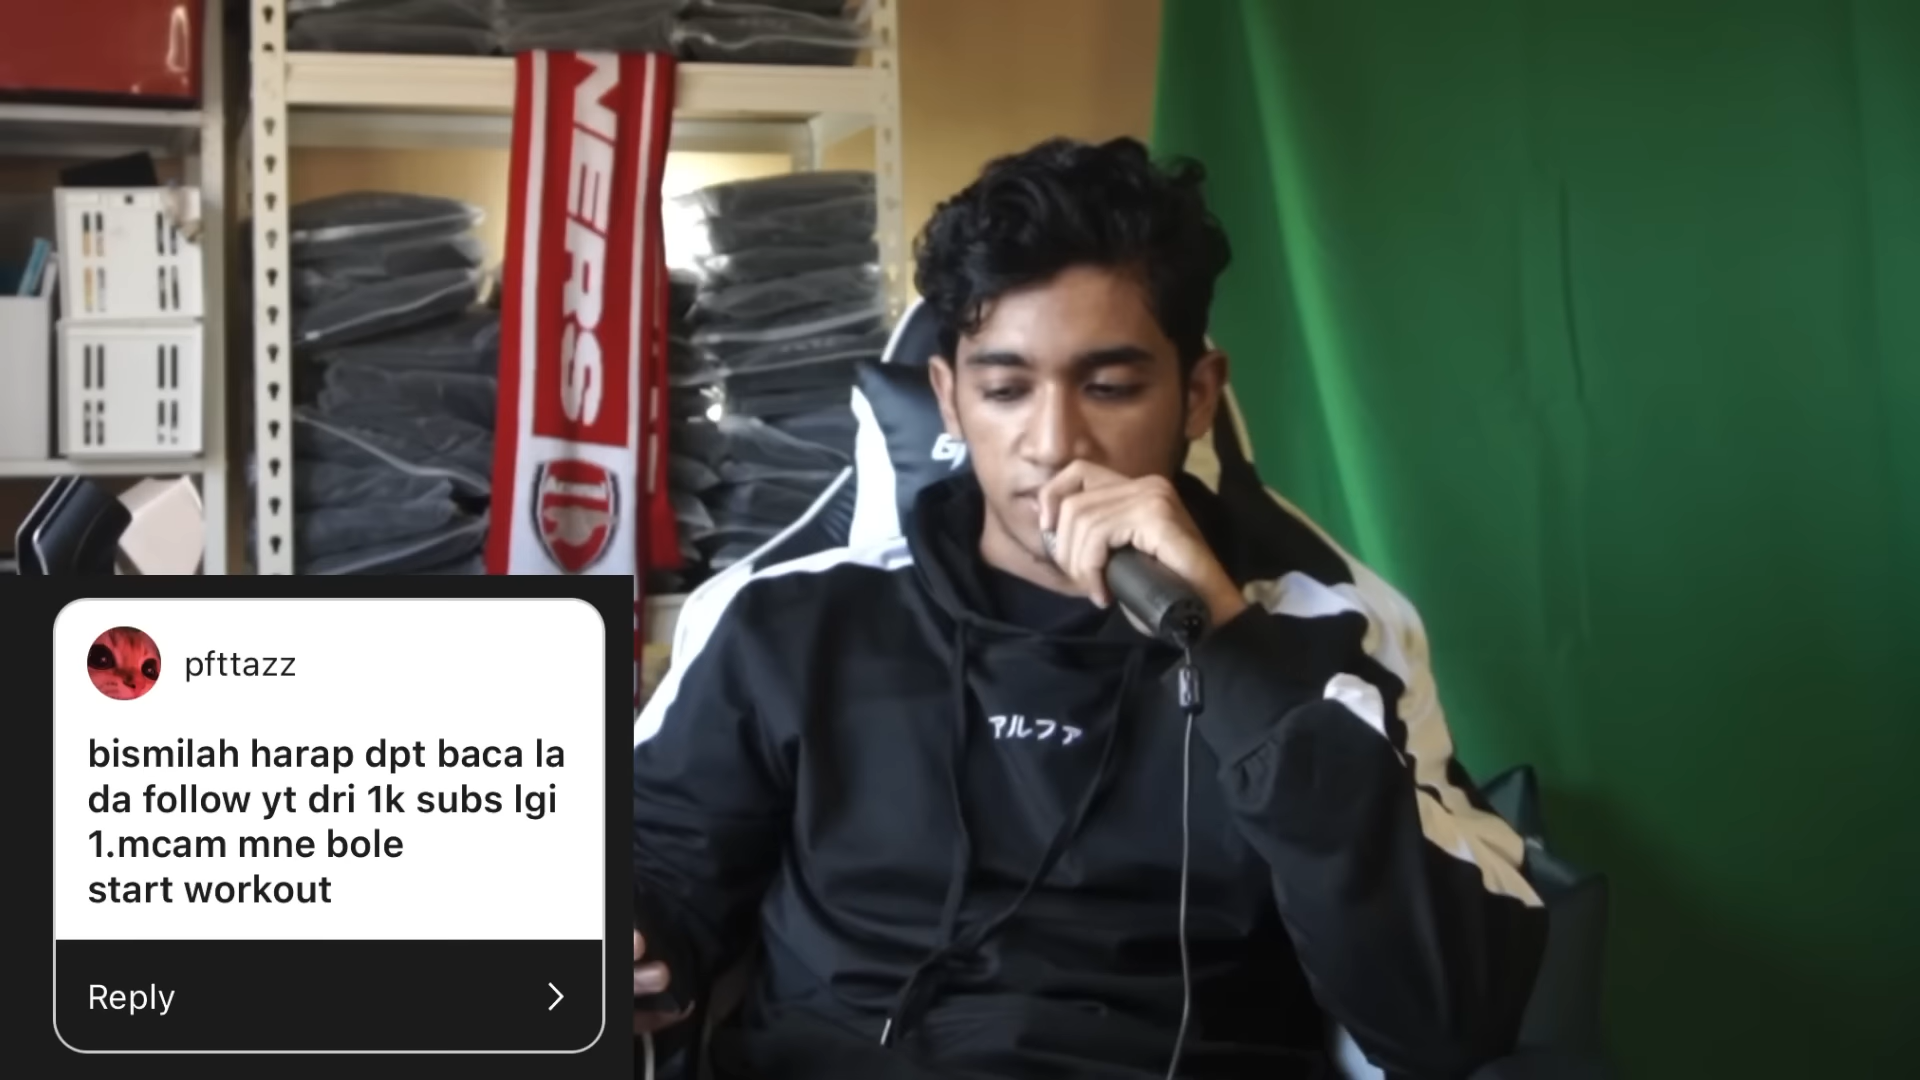 NERS
アルファ
pfttazz
bismilah harap dpt baca la
da follow yt dri 1k subs lgi
1.mcam mne bole
start workout
Reply